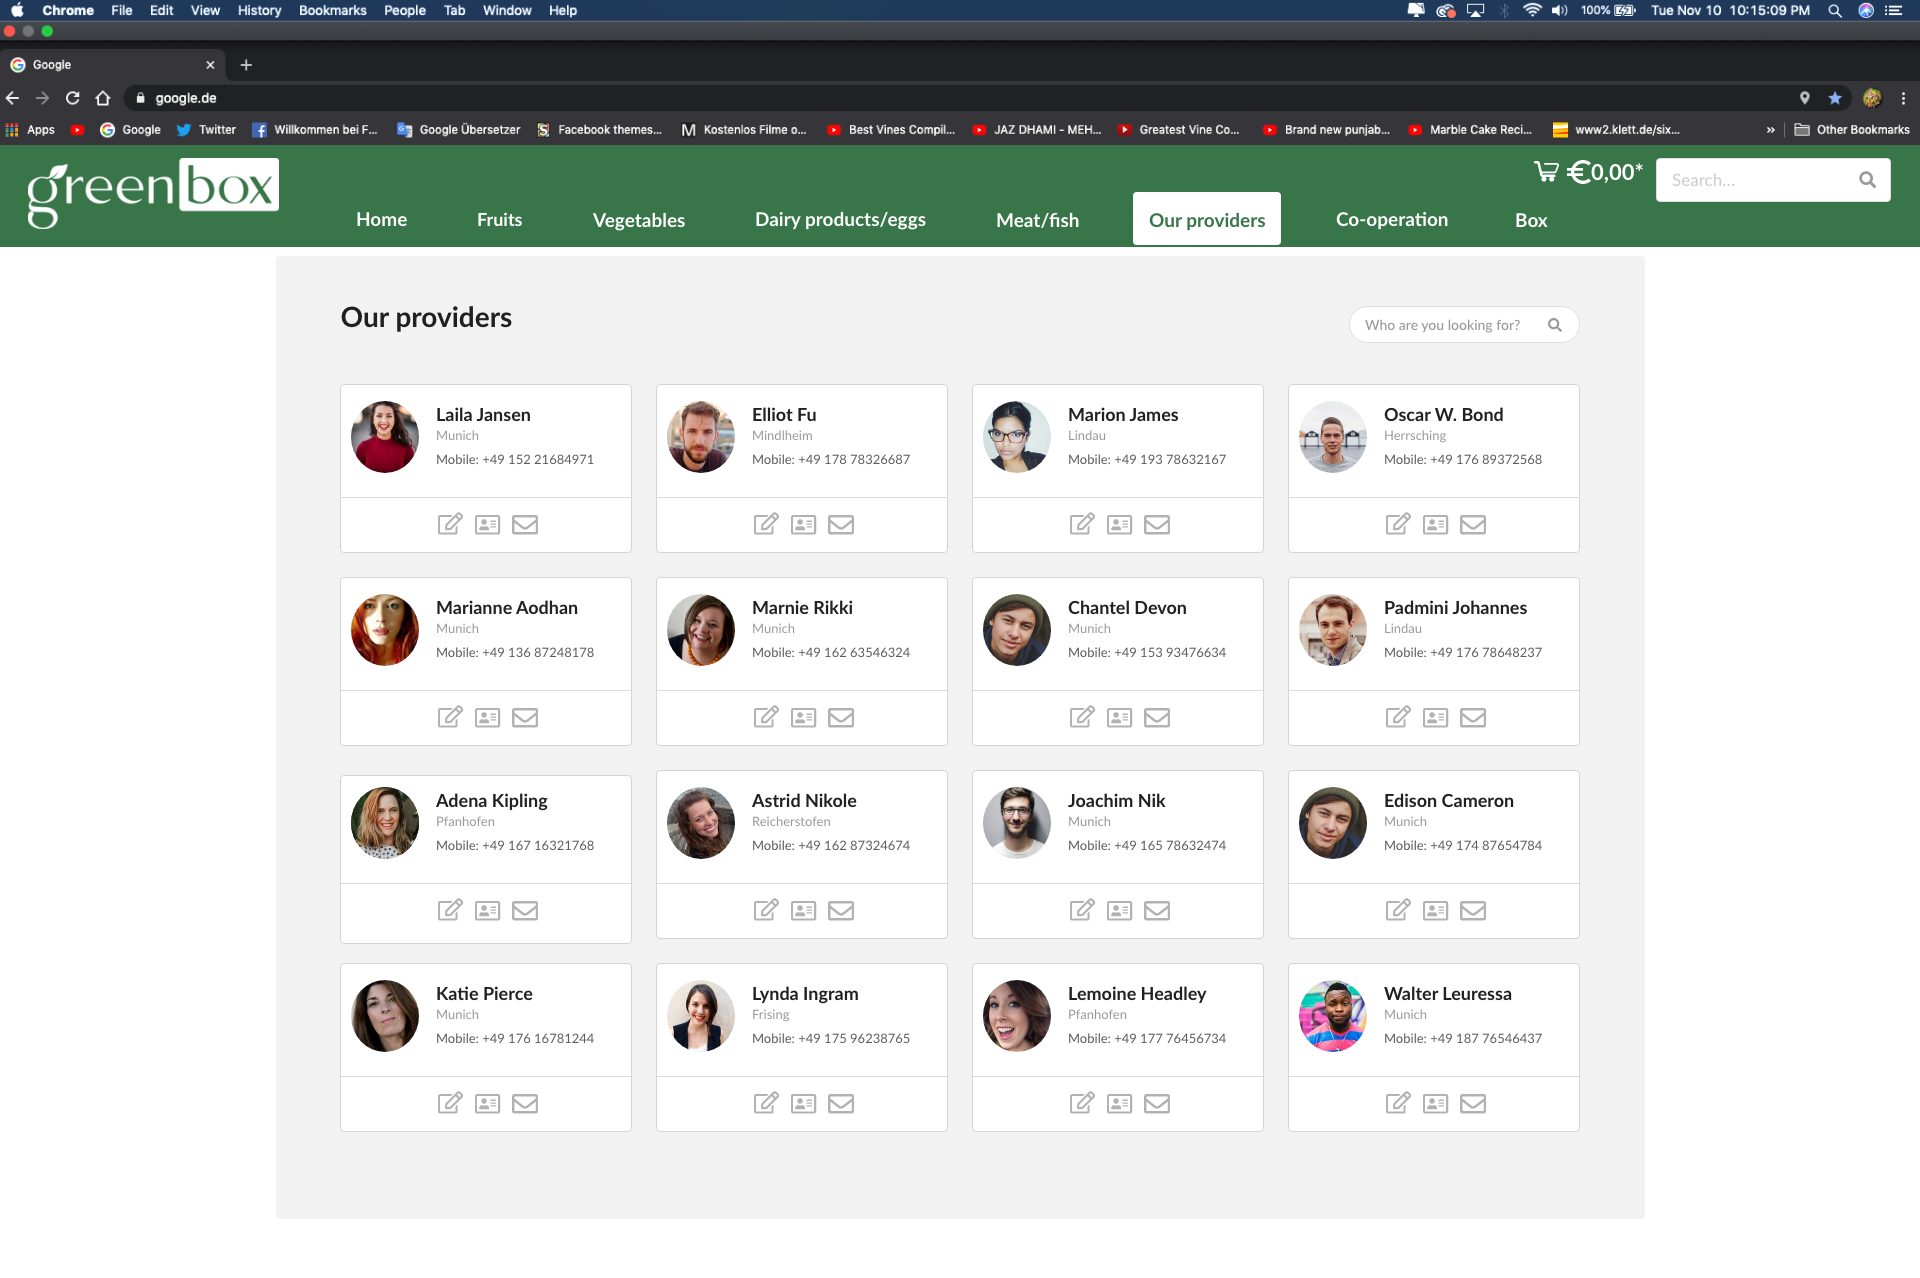 Chrome File Edit View History Bookmarks People Tab Window Help 100% Tue Nov 10 10:15:09 PM
Google
google.de
Apps Google Twitter Willkommen bei F... Google Übersetzer Facebook themes... Kostenlos Filme o... Best Vines Compil... JAZ DHAMI - MEH... Greatest Vine Co... Brand new punjab... Marble Cake Reci... www2.klett.de/six... » Other Bookmarks
greenbox
€0,00*
Search...
Home Fruits Vegetables Dairy products/eggs Meat/fish Our providers Co-operation Box
Our providers
Who are you looking for?
Laila Jansen
Munich
Mobile: +49 152 21684971
Elliot Fu
Mindlheim
Mobile: +49 178 78326687
Marion James
Lindau
Mobile: +49 193 78632167
Oscar W. Bond
Herrsching
Mobile: +49 176 89372568
Marianne Aodhan
Munich
Mobile: +49 136 87248178
Marnie Rikki
Munich
Mobile: +49 162 63546324
Chantel Devon
Munich
Mobile: +49 153 93476634
Padmini Johannes
Lindau
Mobile: +49 176 78648237
Adena Kipling
Pfanhofen
Mobile: +49 167 16321768
Astrid Nikole
Reicherstofen
Mobile: +49 162 87324674
Joachim Nik
Munich
Mobile: +49 165 78632474
Edison Cameron
Munich
Mobile: +49 174 87654784
Katie Pierce
Munich
Mobile: +49 176 16781244
Lynda Ingram
Frising
Mobile: +49 175 96238765
Lemoine Headley
Pfanhofen
Mobile: +49 177 76456734
Walter Leuressa
Munich
Mobile: +49 187 76546437